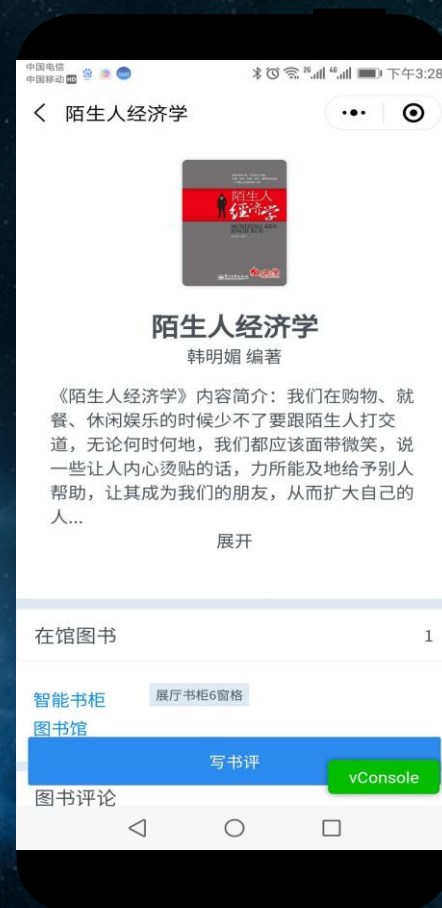 中国电信
中国移动 HD
2G
4G
下午3:28
陌生人经济学
陌生人
经济学
陌生人经济学
韩明媚 编著
《陌生人经济学》内容简介：我们在购物、就
餐、休闲娱乐的时候少不了要跟陌生人打交
道，无论何时何地，我们都应该面带微笑，说
一些让人内心烫贴的话，力所能及地给予别人
帮助，让其成为我们的朋友，从而扩大自己的
人...
展开
在馆图书 1
智能书柜 展厅书柜6窗格
图书馆
写书评
vConsole
图书评论